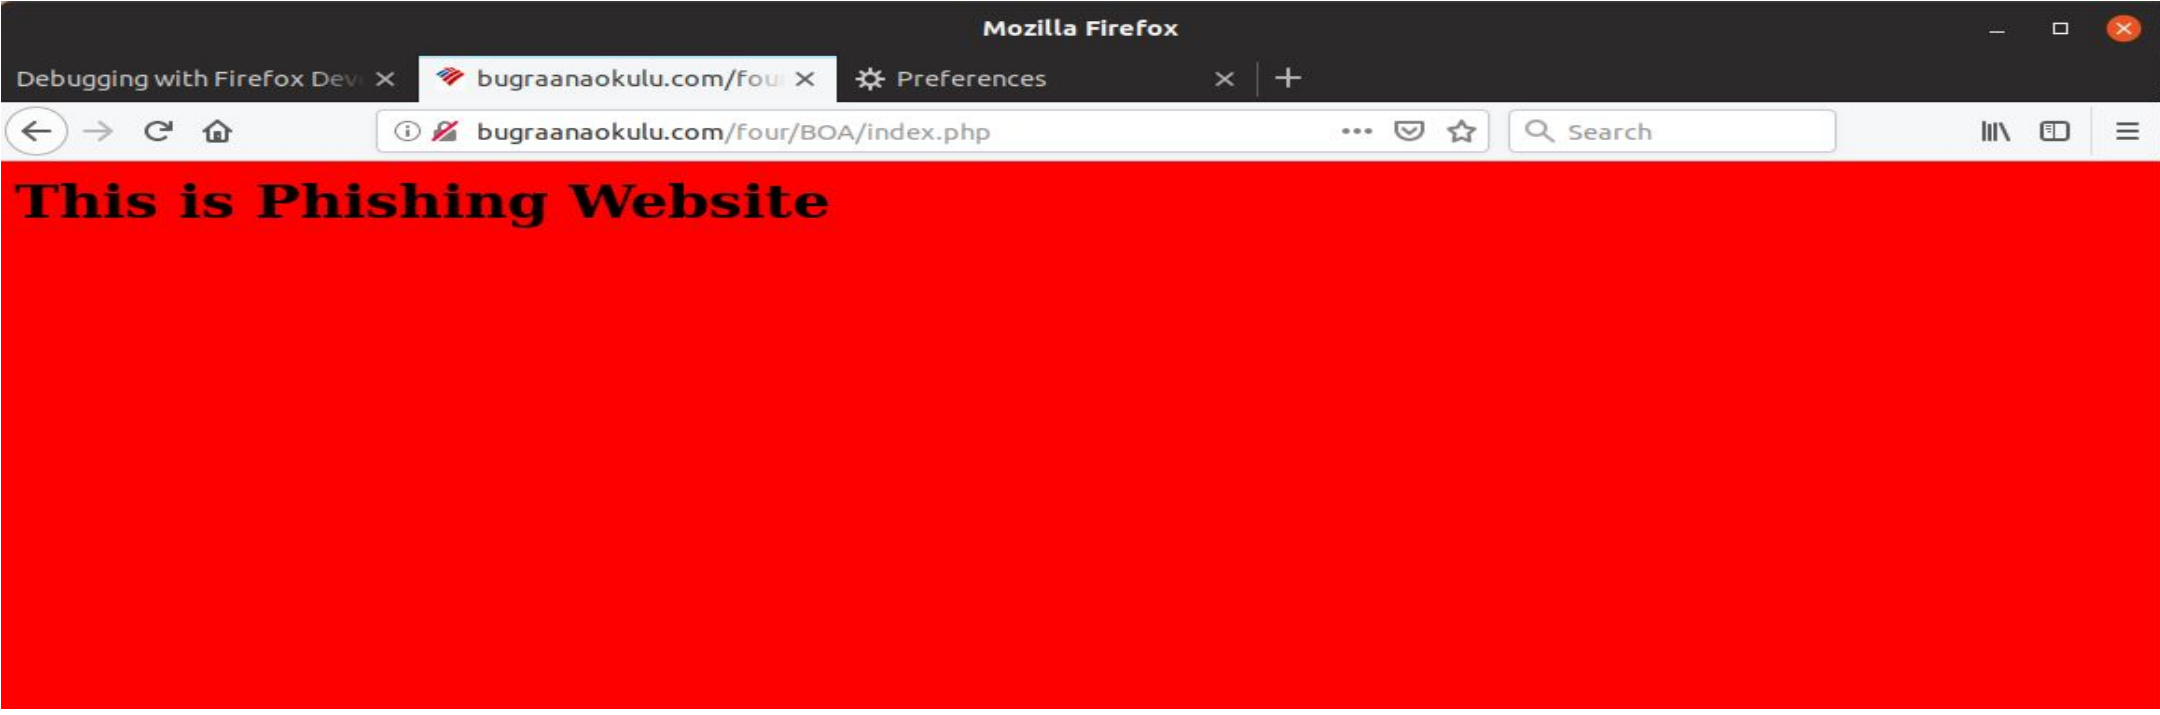 Mozilla Firefox
Debugging with Firefox Dev
bugraanaokulu.com/fou
Preferences
bugraanaokulu.com/four/BOA/index.php
Search
This is Phishing Website